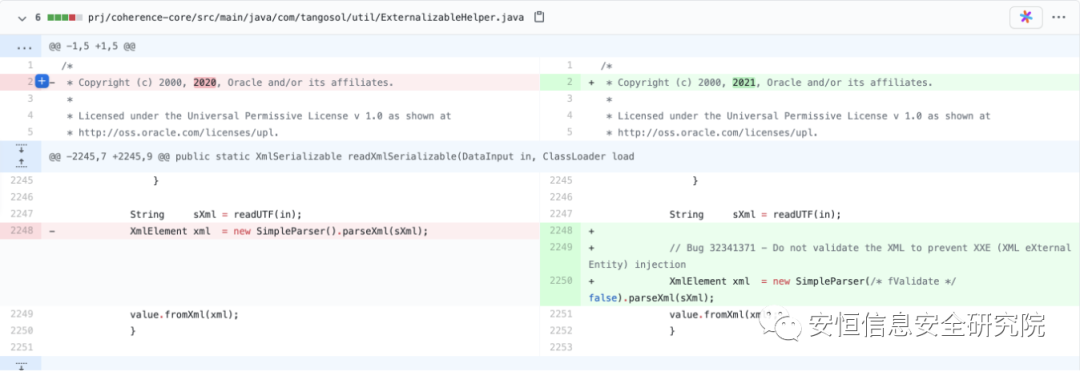 6 prj/coherence-core/src/main/java/com/tangosol/util/ExternalizableHelper.java
... @@ -1,5 +1,5 @@
1 /*
2 - * Copyright (c) 2000, 2020, Oracle and/or its affiliates.
3 *
4 * Licensed under the Universal Permissive License v 1.0 as shown at
5 * http://oss.oracle.com/licenses/upl.
1 /*
2 + * Copyright (c) 2000, 2021, Oracle and/or its affiliates.
3 *
4 * Licensed under the Universal Permissive License v 1.0 as shown at
5 * http://oss.oracle.com/licenses/upl.
@@ -2245,7 +2245,9 @@ public static XmlSerializable readXmlSerializable(DataInput in, ClassLoader load
2245 }
2246
2247 String sXml = readUTF(in);
2248 - XmlElement xml = new SimpleParser().parseXml(sXml);
2249 value.fromXml(xml);
2250 }
2251
2245 }
2246
2247 String sXml = readUTF(in);
2248 +
2249 + // Bug 32341371 - Do not validate the XML to prevent XXE (XML eXternal
Entity) injection
2250 + XmlElement xml = new SimpleParser(/* fValidate */
false).parseXml(sXml);
2251 value.fromXml(xm
2252 }
2253
安恒信息安全研究院